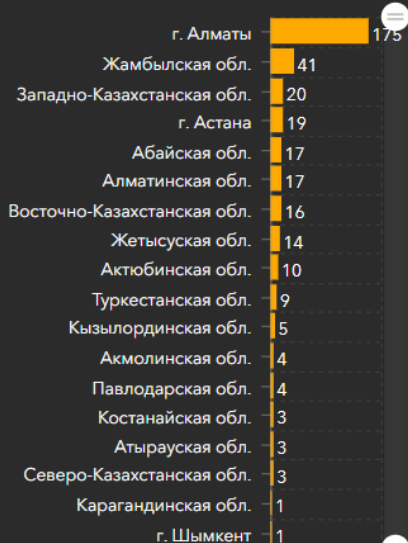 г. Алматы 175
Жамбылская обл. 41
Западно-Казахстанская обл. 20
г. Астана 19
Абайская обл. 17
Алматинская обл. 17
Восточно-Казахстанская обл. 16
Жетысуская обл. 14
Актюбинская обл. 10
Туркестанская обл. 9
Кызылординская обл. 5
Акмолинская обл. 4
Павлодарская обл. 4
Костанайская обл. 3
Атырауская обл. 3
Северо-Казахстанская обл. 3
Карагандинская обл. 1
г. Шымкент 1